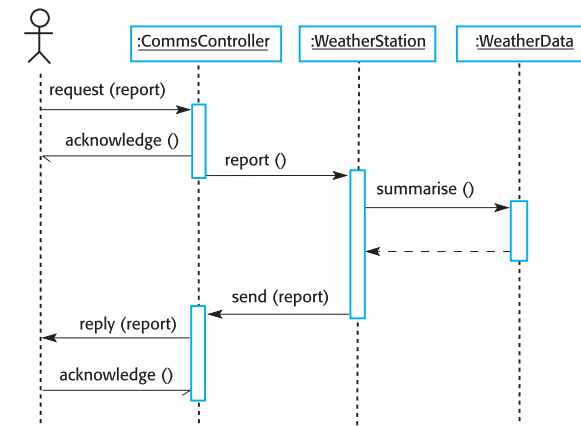 :CommsController
:WeatherStation
:WeatherData
request (report)
acknowledge ()
report ()
summarise ()
send (report)
reply (report)
acknowledge ()